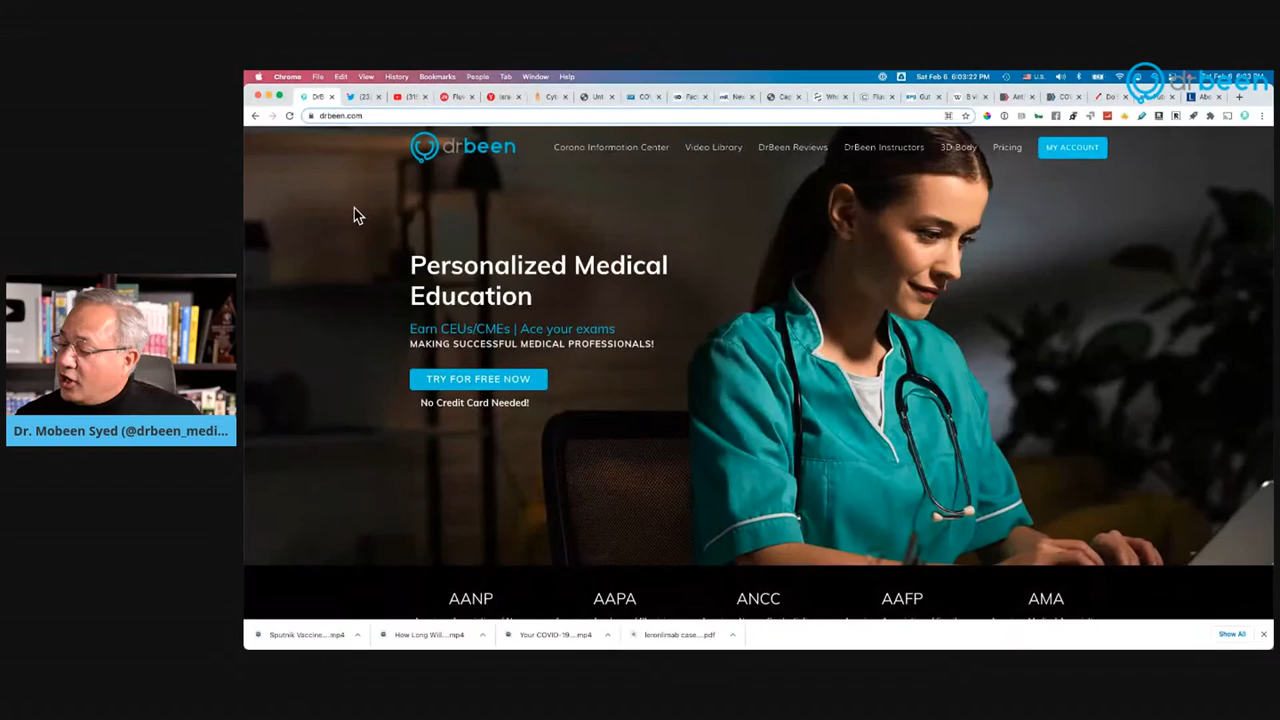 Chrome File Edit View History Bookmarks People Tab Window Help
U.S. Sat Feb 6 6:03:22 PM
drbeen
drbeen.com
drbeen
Corona Information Center Video Library DrBeen Reviews DrBeen Instructors 3D Body Pricing MY ACCOUNT
Personalized Medical
Education
Earn CEUs/CMEs | Ace your exams
MAKING SUCCESSFUL MEDICAL PROFESSIONALS!
TRY FOR FREE NOW
No Credit Card Needed!
Dr. Mobeen Syed (@drbeen_medi...
AANP AAPA ANCC AAFP AMA
Sputnik Vaccine....mp4 How Long Will....mp4 Your COVID-19....mp4 leronlimab case....pdf Show All